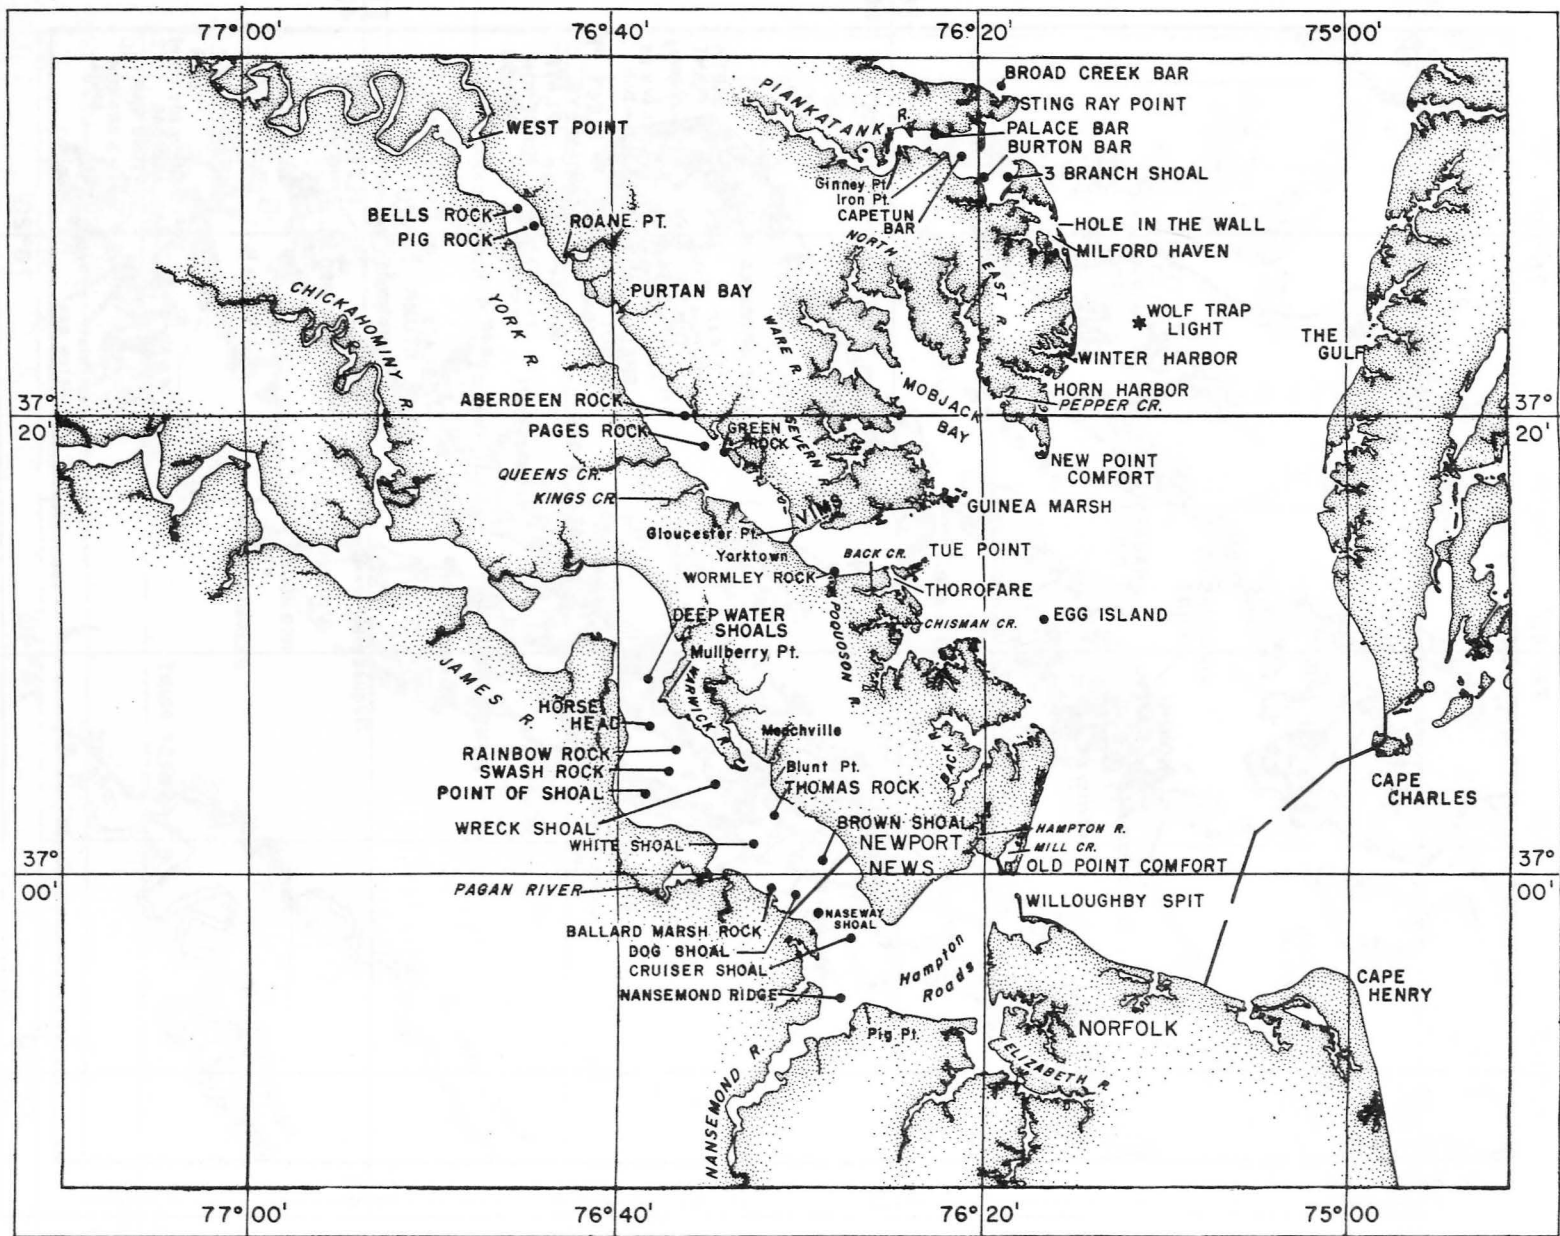 77°00'
76°40'
76°20'
75°00'
BROAD CREEK BAR
STING RAY POINT
PIANKATANK R.
PALACE BAR
BURTON BAR
WEST POINT
3 BRANCH SHOAL
Ginney Pt.
Iron Pt.
CAPETUN
BAR
BELLS ROCK
PIG ROCK
ROANE PT.
HOLE IN THE WALL
MILFORD HAVEN
NORTH
EAST R.
CHICKAHOMINY R.
YORK R.
PURTAN BAY
WARE R.
WOLF TRAP
LIGHT
THE
GULF
WINTER HARBOR
MOBJACK
BAY
HORN HARBOR
PEPPER CR.
37°
20'
37°
20'
ABERDEEN ROCK
PAGES ROCK
GREEN
ROCK
SEVERN R.
NEW POINT
COMFORT
QUEENS CR.
KINGS CR.
VIMS
GUINEA MARSH
Gloucester Pt.
Yorktown
WORMLEY ROCK
BACK CR.
TUE POINT
THOROFARE
POQUOSON R.
CHISMAN CR.
EGG ISLAND
DEEP WATER
SHOALS
Mullberry Pt.
JAMES R.
WARWICK R.
HORSE
HEAD
Menchville
BACK R.
RAINBOW ROCK
SWASH ROCK
POINT OF SHOAL
Blunt Pt.
THOMAS ROCK
CAPE
CHARLES
WRECK SHOAL
WHITE SHOAL
BROWN SHOAL
NEWPORT
NEWS
HAMPTON R.
MILL CR.
OLD POINT COMFORT
37°
00'
37°
00'
PAGAN RIVER
WILLOUGHBY SPIT
NASEWAY
SHOAL
BALLARD MARSH ROCK
DOG SHOAL
CRUISER SHOAL
NANSEMOND RIDGE
Hampton
Roads
CAPE
HENRY
Pig Pt.
NORFOLK
ELIZABETH R.
NANSEMOND R.
77°00'
76°40'
76°20'
75°00'